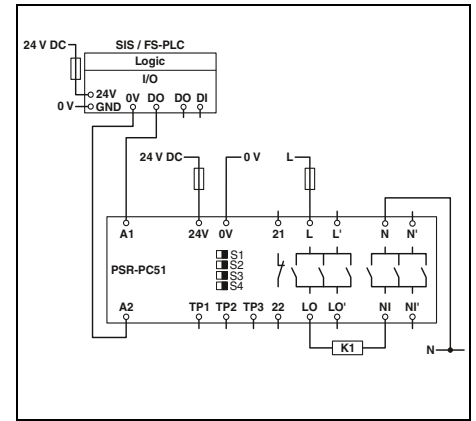 24 V DC SIS / FS-PLC
Logic
I/O
24V 0V DO DO DI
0 V GND
24 V DC 0 V L
A1 24V 0V 21 L L' N N'
S1
S2
PSR-PC51
S3
S4
A2 TP1 TP2 TP3 22 LO LO' NI NI'
K1 N